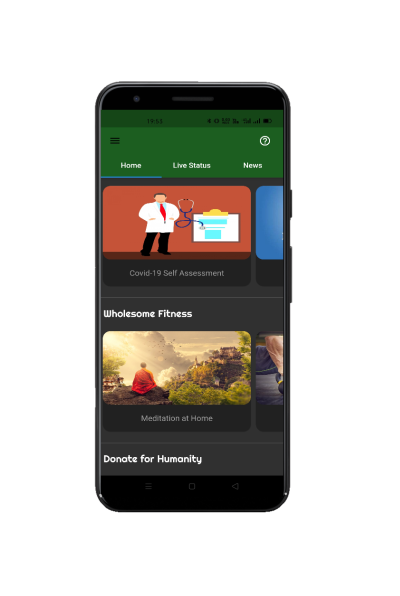 19:52
Home Live Status News
Covid-19 Self Assessment
Wholesome Fitness
Meditation at Home
Donate for Humanity